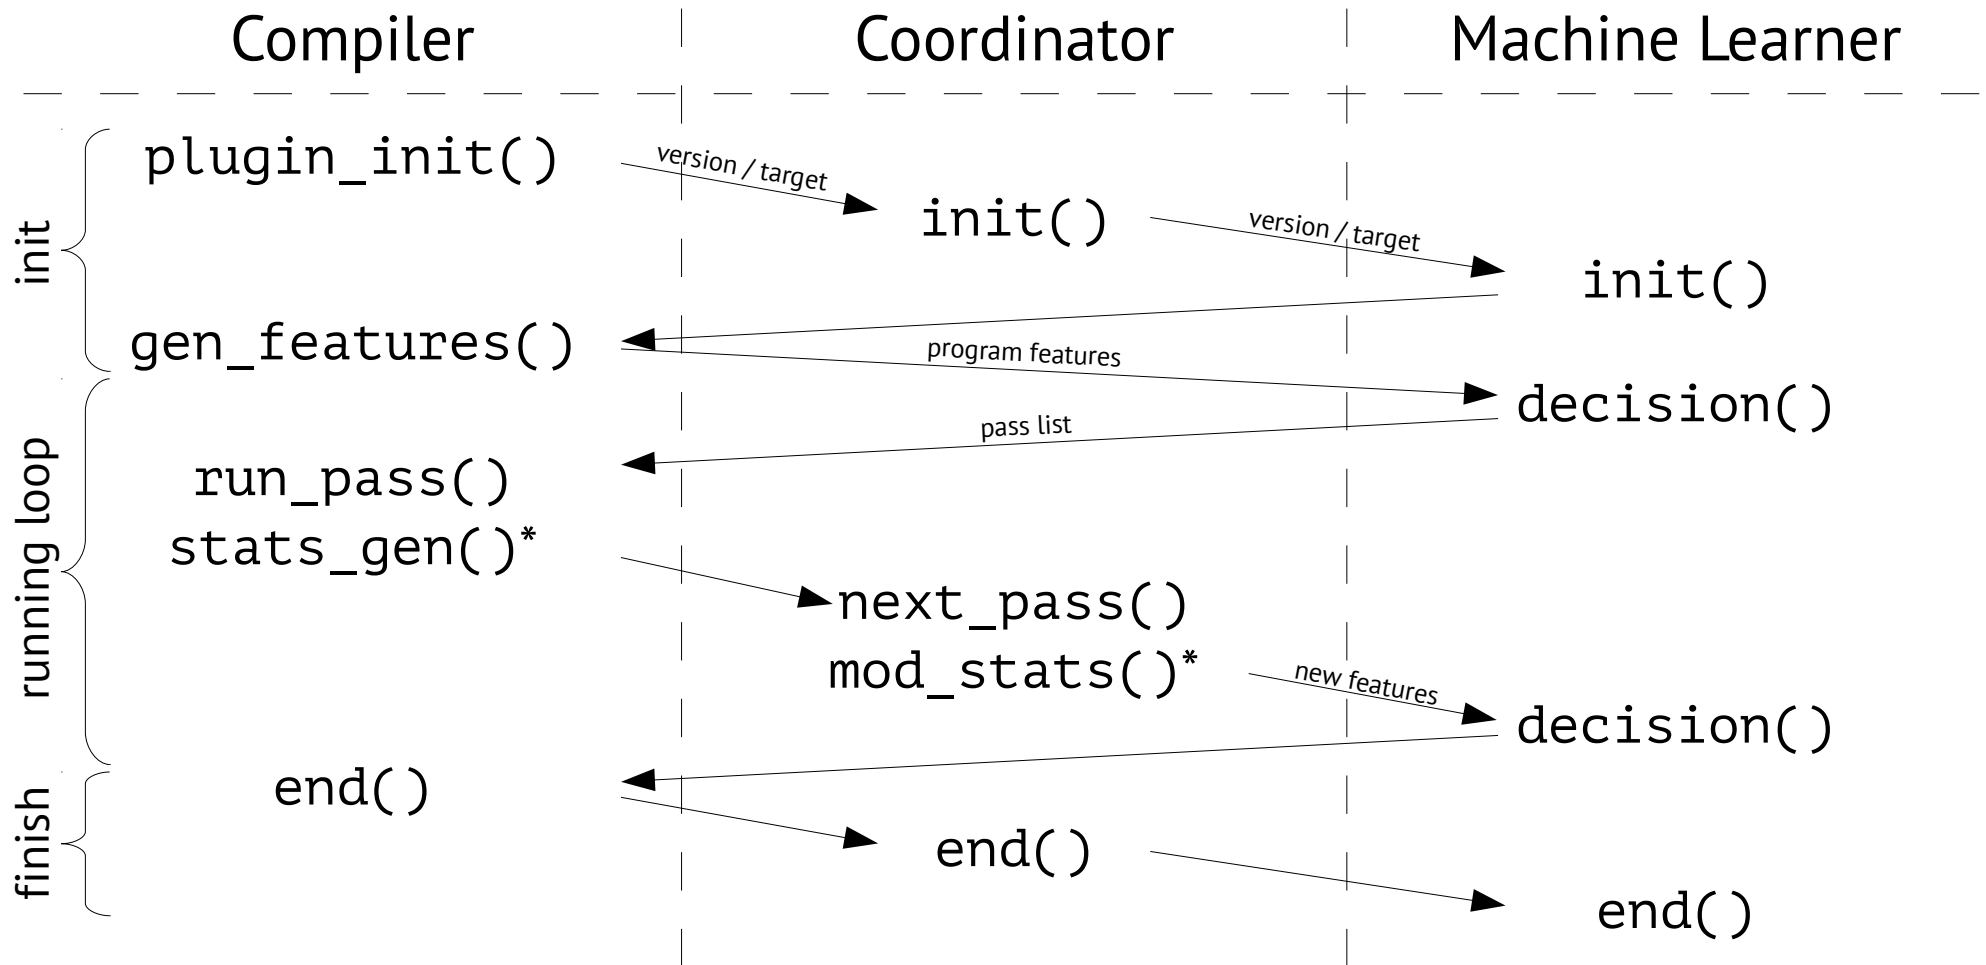 Compiler
Coordinator
Machine Learner
init
plugin_init()
version / target
init()
version / target
init()
gen_features()
program features
decision()
running loop
pass list
run_pass()
stats_gen()*
next_pass()
mod_stats()*
new features
decision()
finish
end()
end()
end()